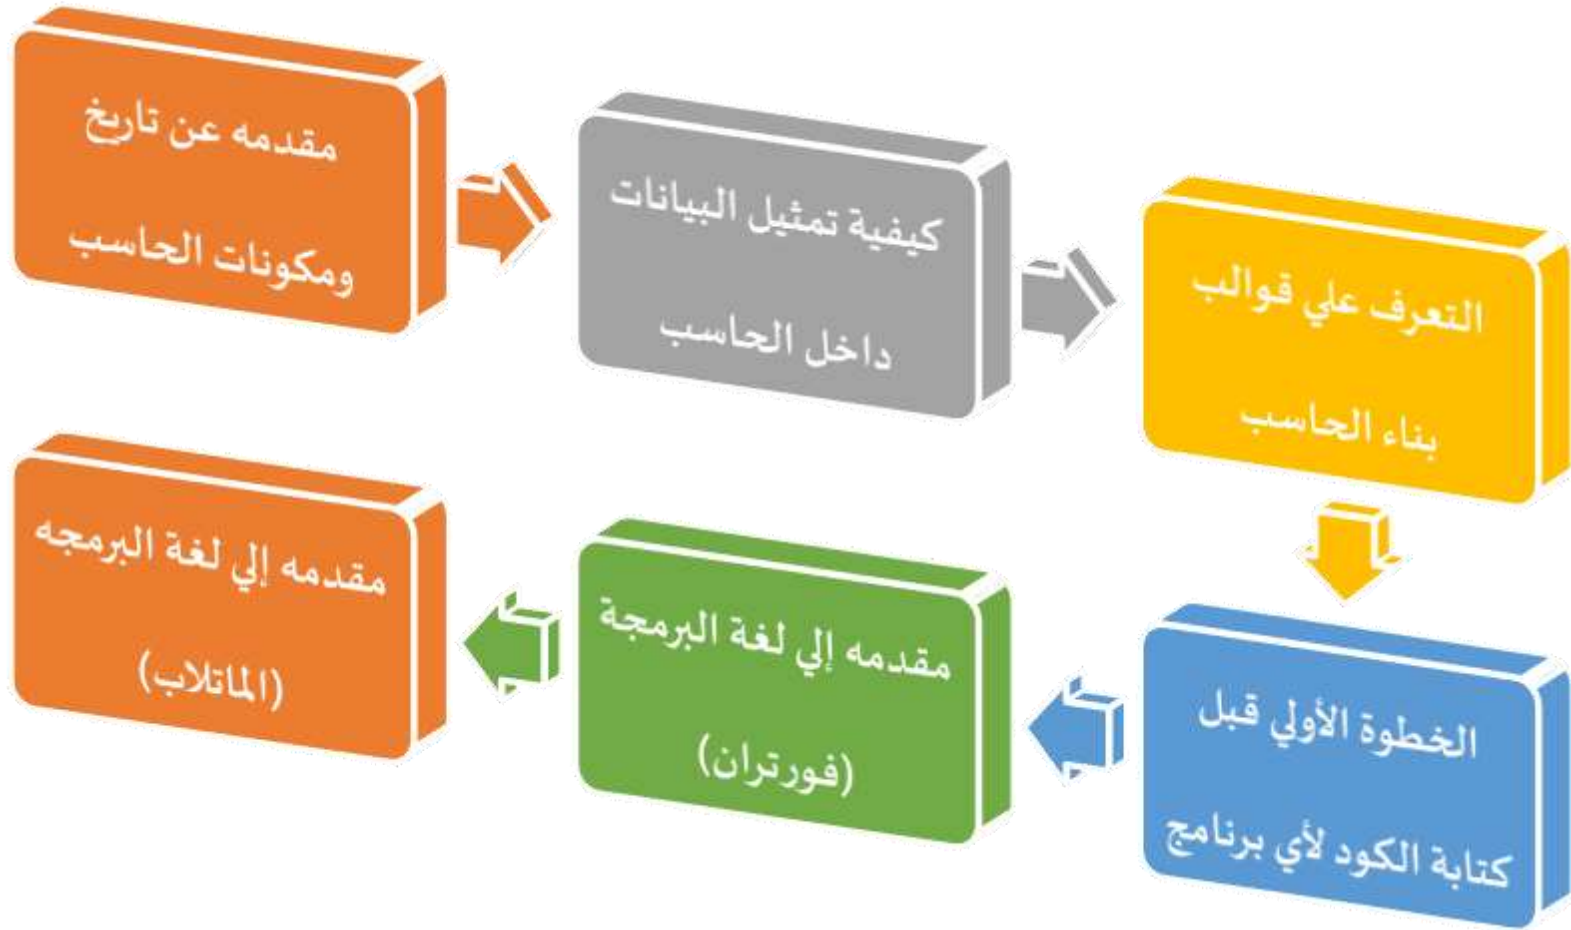 مقدمه عن تاريخ
ومكونات الحاسب
كيفية تمثيل البيانات
داخل الحاسب
التعرف علي قوالب
بناء الحاسب
الخطوة الأولي قبل
كتابة الكود لأي برنامج
مقدمه إلي لغة البرمجة
(فورتران)
مقدمه إلي لغة البرمجه
(الماتلاب)